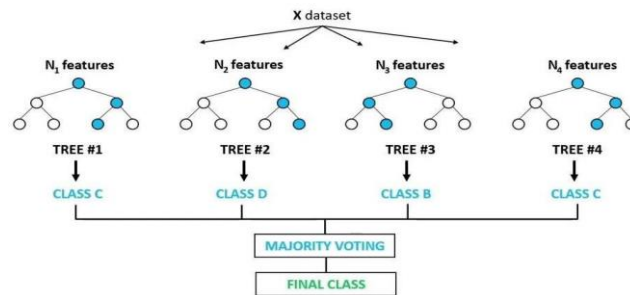 X dataset
N₁ features
N₂ features
N₃ features
N₄ features
TREE #1
TREE #2
TREE #3
TREE #4
CLASS C
CLASS D
CLASS B
CLASS C
MAJORITY VOTING
FINAL CLASS